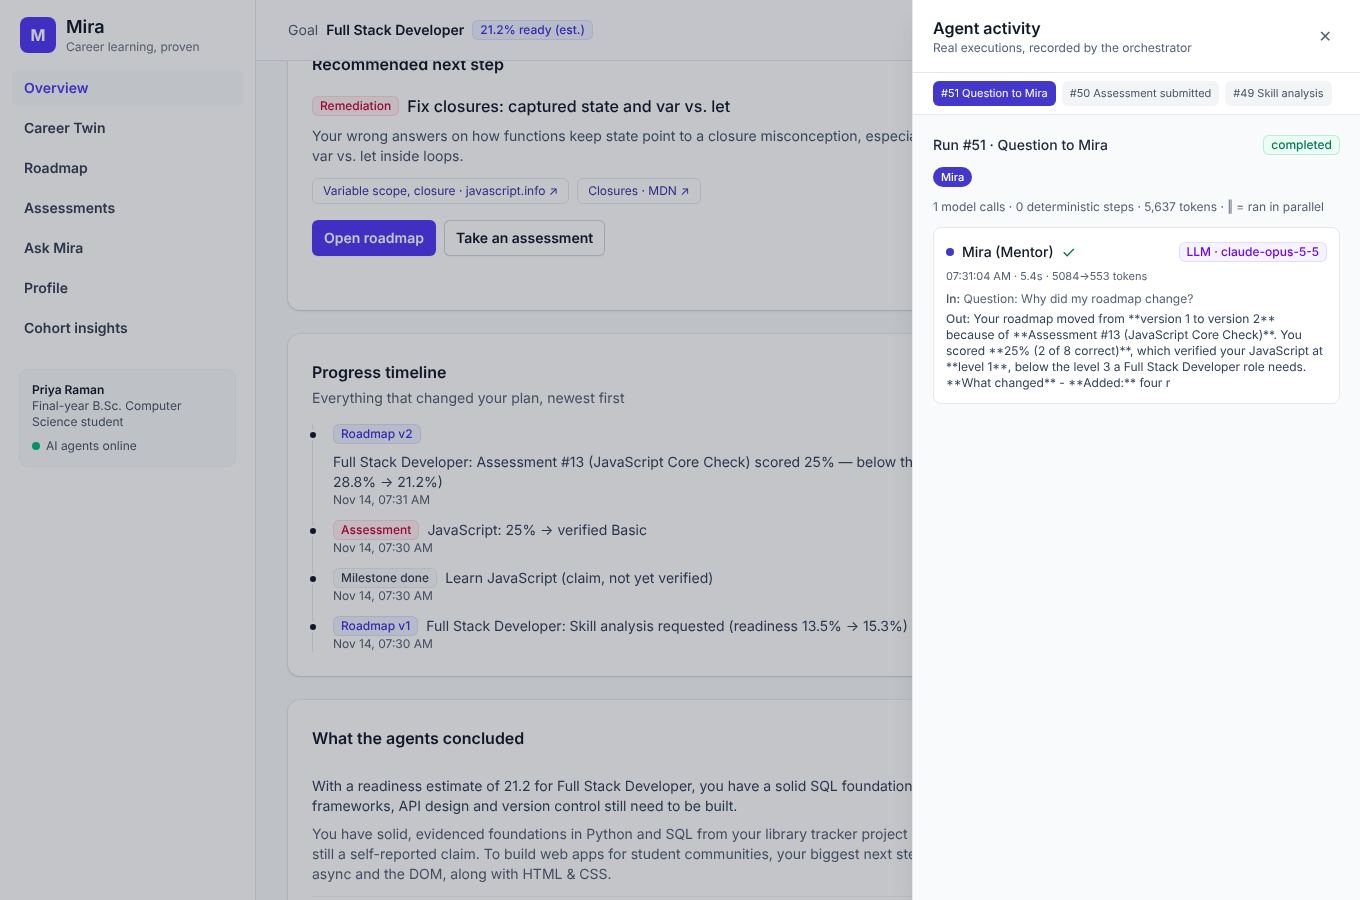 M
Mira
Career learning, proven
Overview
Career Twin
Roadmap
Assessments
Ask Mira
Profile
Cohort insights
Priya Raman
Final-year B.Sc. Computer
Science student
AI agents online
Goal Full Stack Developer 21.2% ready (est.)
Recommended next step
Remediation Fix closures: captured state and var vs. let
Your wrong answers on how functions keep state point to a closure misconception, especia
var vs. let inside loops.
Variable scope, closure · javascript.info ↗ Closures · MDN ↗
Open roadmap Take an assessment
Progress timeline
Everything that changed your plan, newest first
Roadmap v2
Full Stack Developer: Assessment #13 (JavaScript Core Check) scored 25% — below th
28.8% → 21.2%)
Nov 14, 07:31 AM
Assessment JavaScript: 25% → verified Basic
Nov 14, 07:30 AM
Milestone done Learn JavaScript (claim, not yet verified)
Nov 14, 07:30 AM
Roadmap v1 Full Stack Developer: Skill analysis requested (readiness 13.5% → 15.3%)
Nov 14, 07:30 AM
What the agents concluded
With a readiness estimate of 21.2 for Full Stack Developer, you have a solid SQL foundation
frameworks, API design and version control still need to be built.
You have solid, evidenced foundations in Python and SQL from your library tracker project
still a self-reported claim. To build web apps for student communities, your biggest next ste
async and the DOM, along with HTML & CSS.
Agent activity
Real executions, recorded by the orchestrator
✕
#51 Question to Mira #50 Assessment submitted #49 Skill analysis
Run #51 · Question to Mira completed
Mira
1 model calls · 0 deterministic steps · 5,637 tokens · ‖ = ran in parallel
Mira (Mentor) ✓ LLM · claude-opus-5-5
07:31:04 AM · 5.4s · 5084→553 tokens
In: Question: Why did my roadmap change?
Out: Your roadmap moved from **version 1 to version 2**
because of **Assessment #13 (JavaScript Core Check)**. You
scored **25% (2 of 8 correct)**, which verified your JavaScript at
**level 1**, below the level 3 a Full Stack Developer role needs.
**What changed** - **Added:** four r